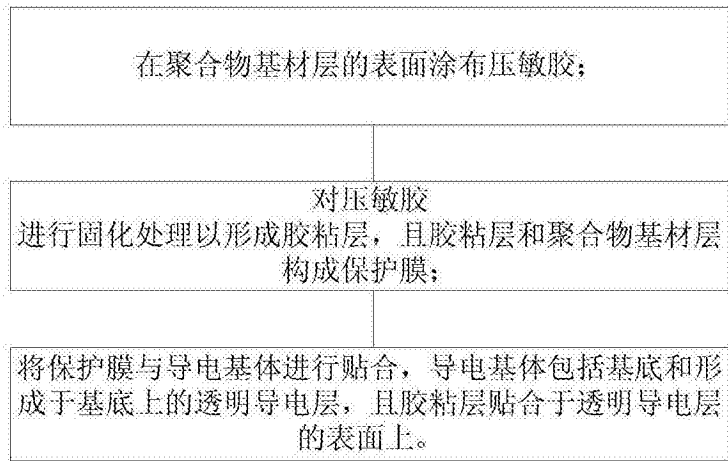 在聚合物基材层的表面涂布压敏胶；
对压敏胶
进行固化处理以形成胶粘层，且胶粘层和聚合物基材层
构成保护膜；
将保护膜与导电基体进行贴合，导电基体包括基底和形
成于基底上的透明导电层，且胶粘层贴合于透明导电层
的表面上。